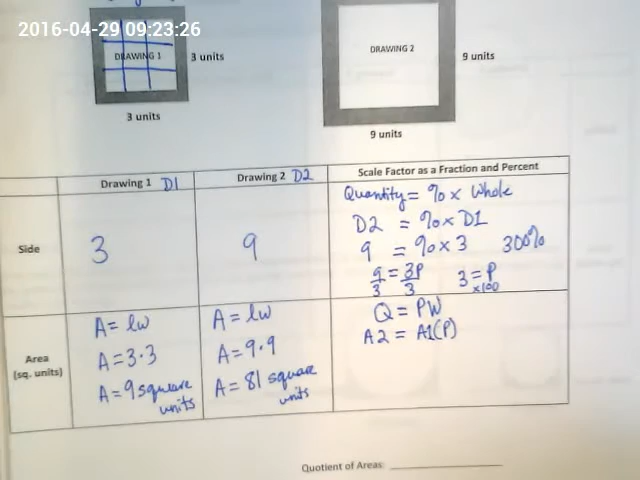 2016-04-29 09:23:26
DRAWING 1
3 units
3 units
DRAWING 2
9 units
9 units
Drawing 1 D1
Drawing 2 D2
Scale Factor as a Fraction and Percent
Side
3
9
Quantity = % x Whole
D2 = % x D1
9 = % x 3 300%
9/3 = 3P/3 3 = P
x100
Area
(sq. units)
A = lw
A = 3·3
A = 9 square
units
A = lw
A = 9·9
A = 81 square
units
Q = PW
A2 = A1(P)
Quotient of Areas: